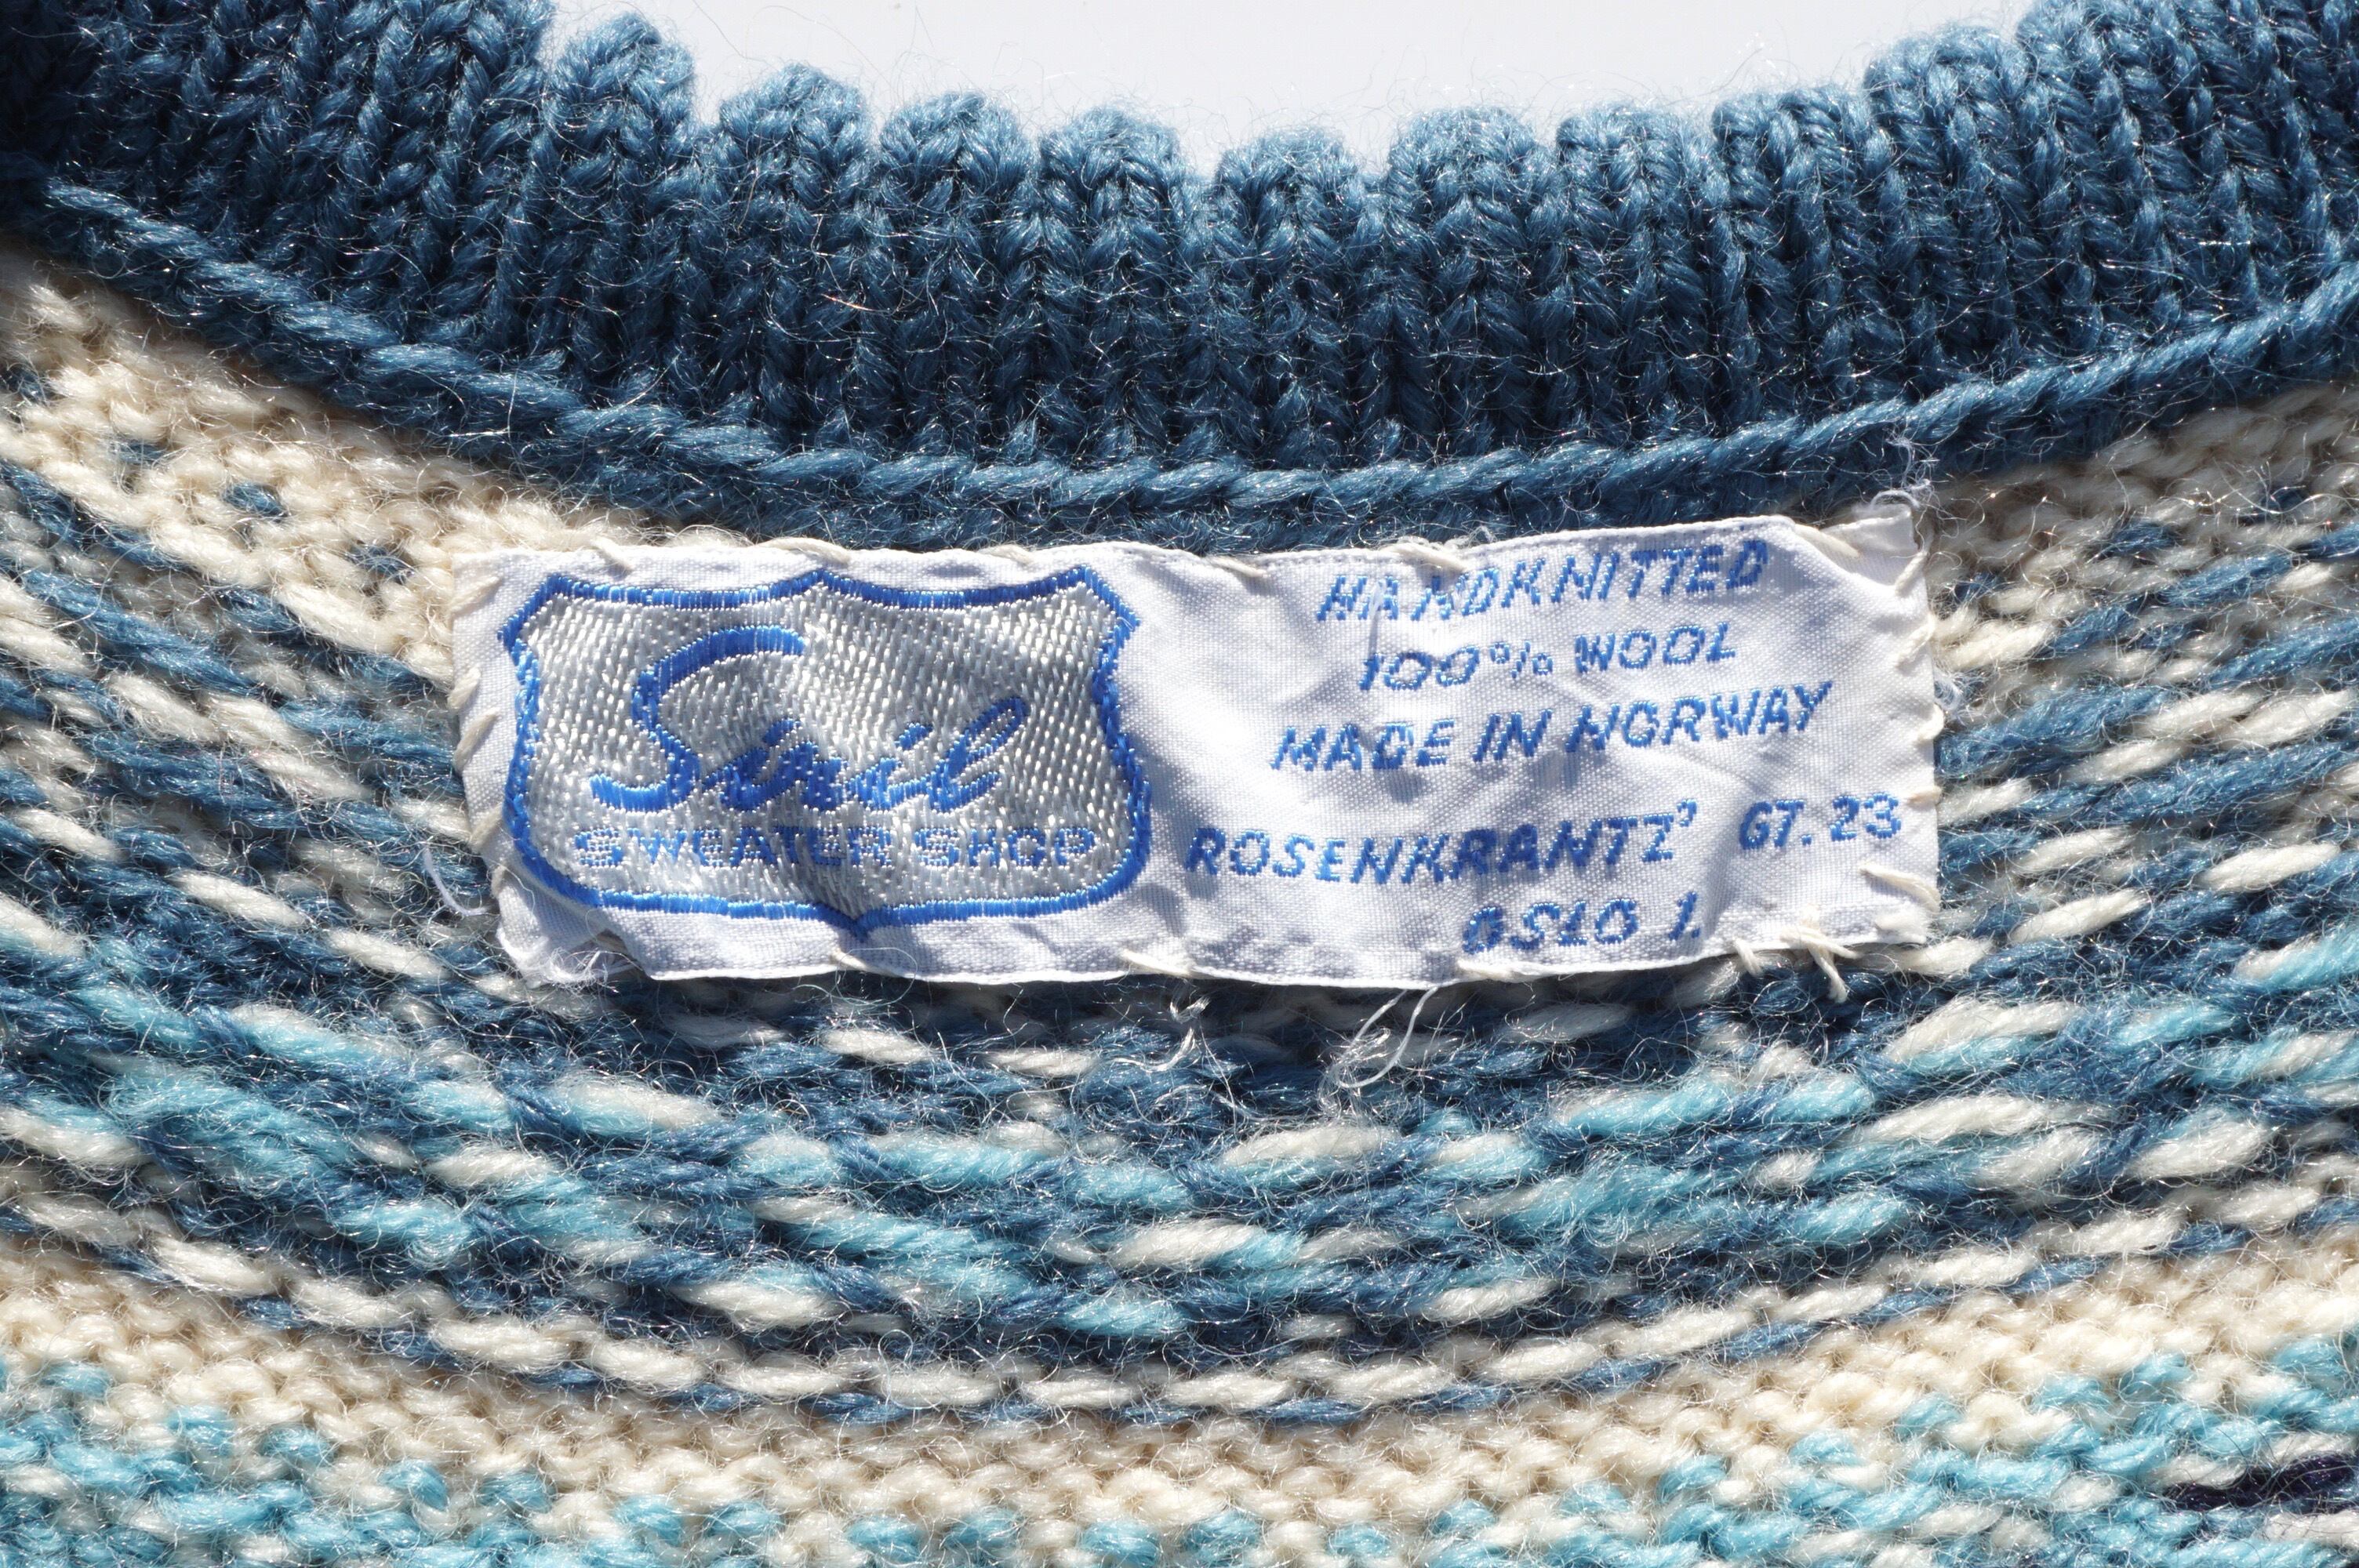 Siril
SWEATER SHOP
HANDKNITTED
100% WOOL
MADE IN NORWAY
ROSENKRANTZ' GT. 23
OSLO 1.